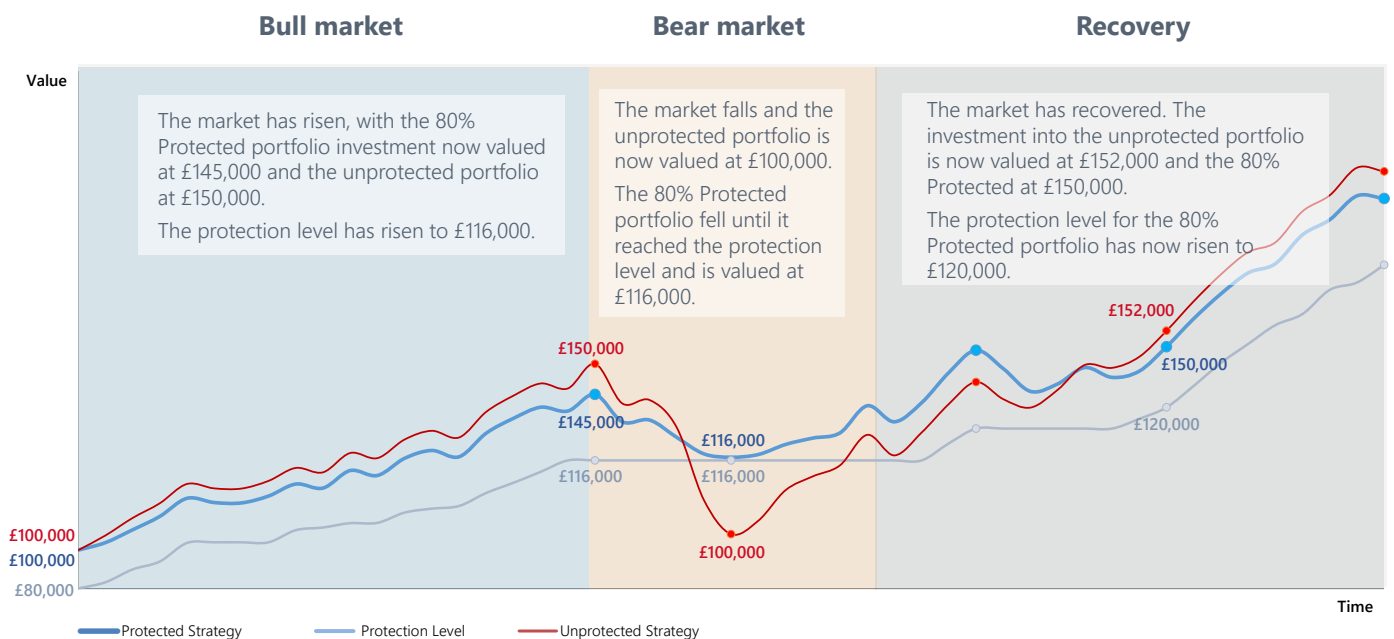 Bull market
Bear market
Recovery
Value
The market has risen, with the 80%
Protected portfolio investment now valued
at £145,000 and the unprotected portfolio
at £150,000.
The protection level has risen to £116,000.
The market falls and the
unprotected portfolio is
now valued at £100,000.
The 80% Protected
portfolio fell until it
reached the protection
level and is valued at
£116,000.
The market has recovered. The
investment into the unprotected portfolio
is now valued at £152,000 and the 80%
Protected at £150,000.
The protection level for the 80%
Protected portfolio has now risen to
£120,000.
£152,000
£150,000
£150,000
£145,000
£120,000
£116,000
£116,000
£116,000
£100,000
£100,000
£100,000
£80,000
Time
Protected Strategy
Protection Level
Unprotected Strategy